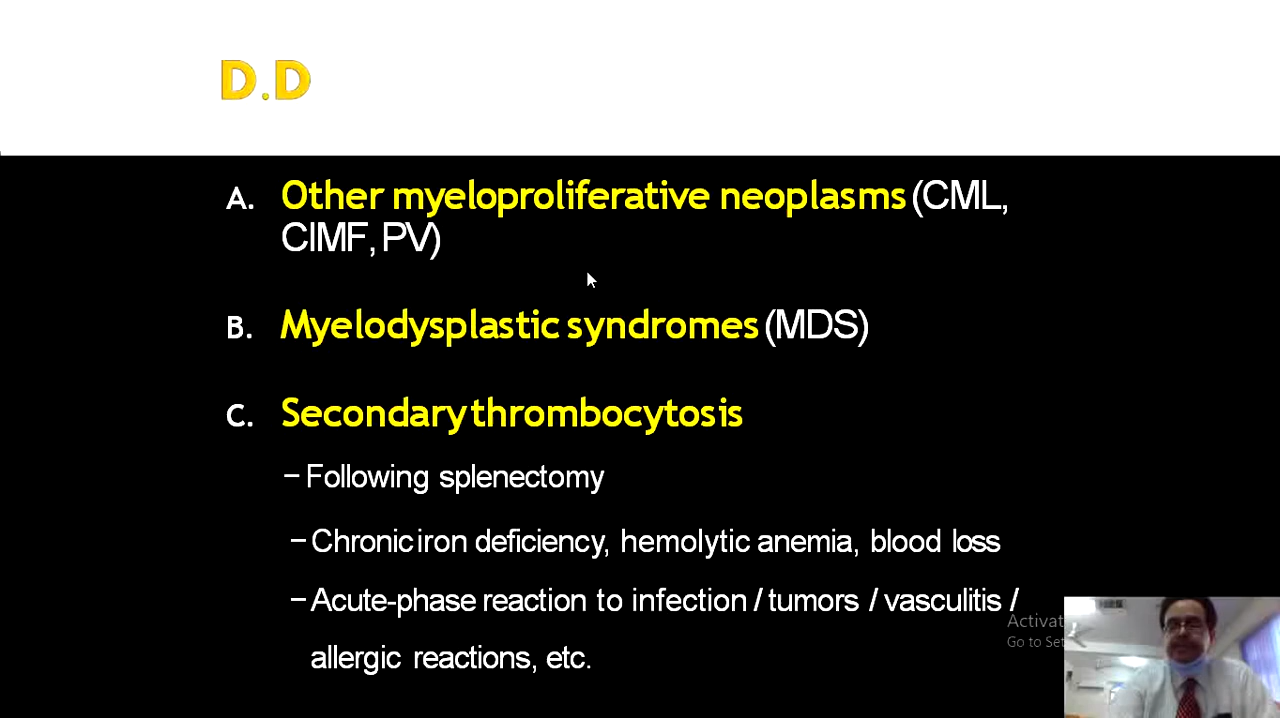 D.D
A. Other myeloproliferative neoplasms (CML,
CIMF, PV)
B. Myelodysplastic syndromes (MDS)
C. Secondary thrombocytosis
– Following splenectomy
– Chronic iron deficiency, hemolytic anemia, blood loss
– Acute-phase reaction to infection / tumors / vasculitis /
allergic reactions, etc.
Activat
Go to Set